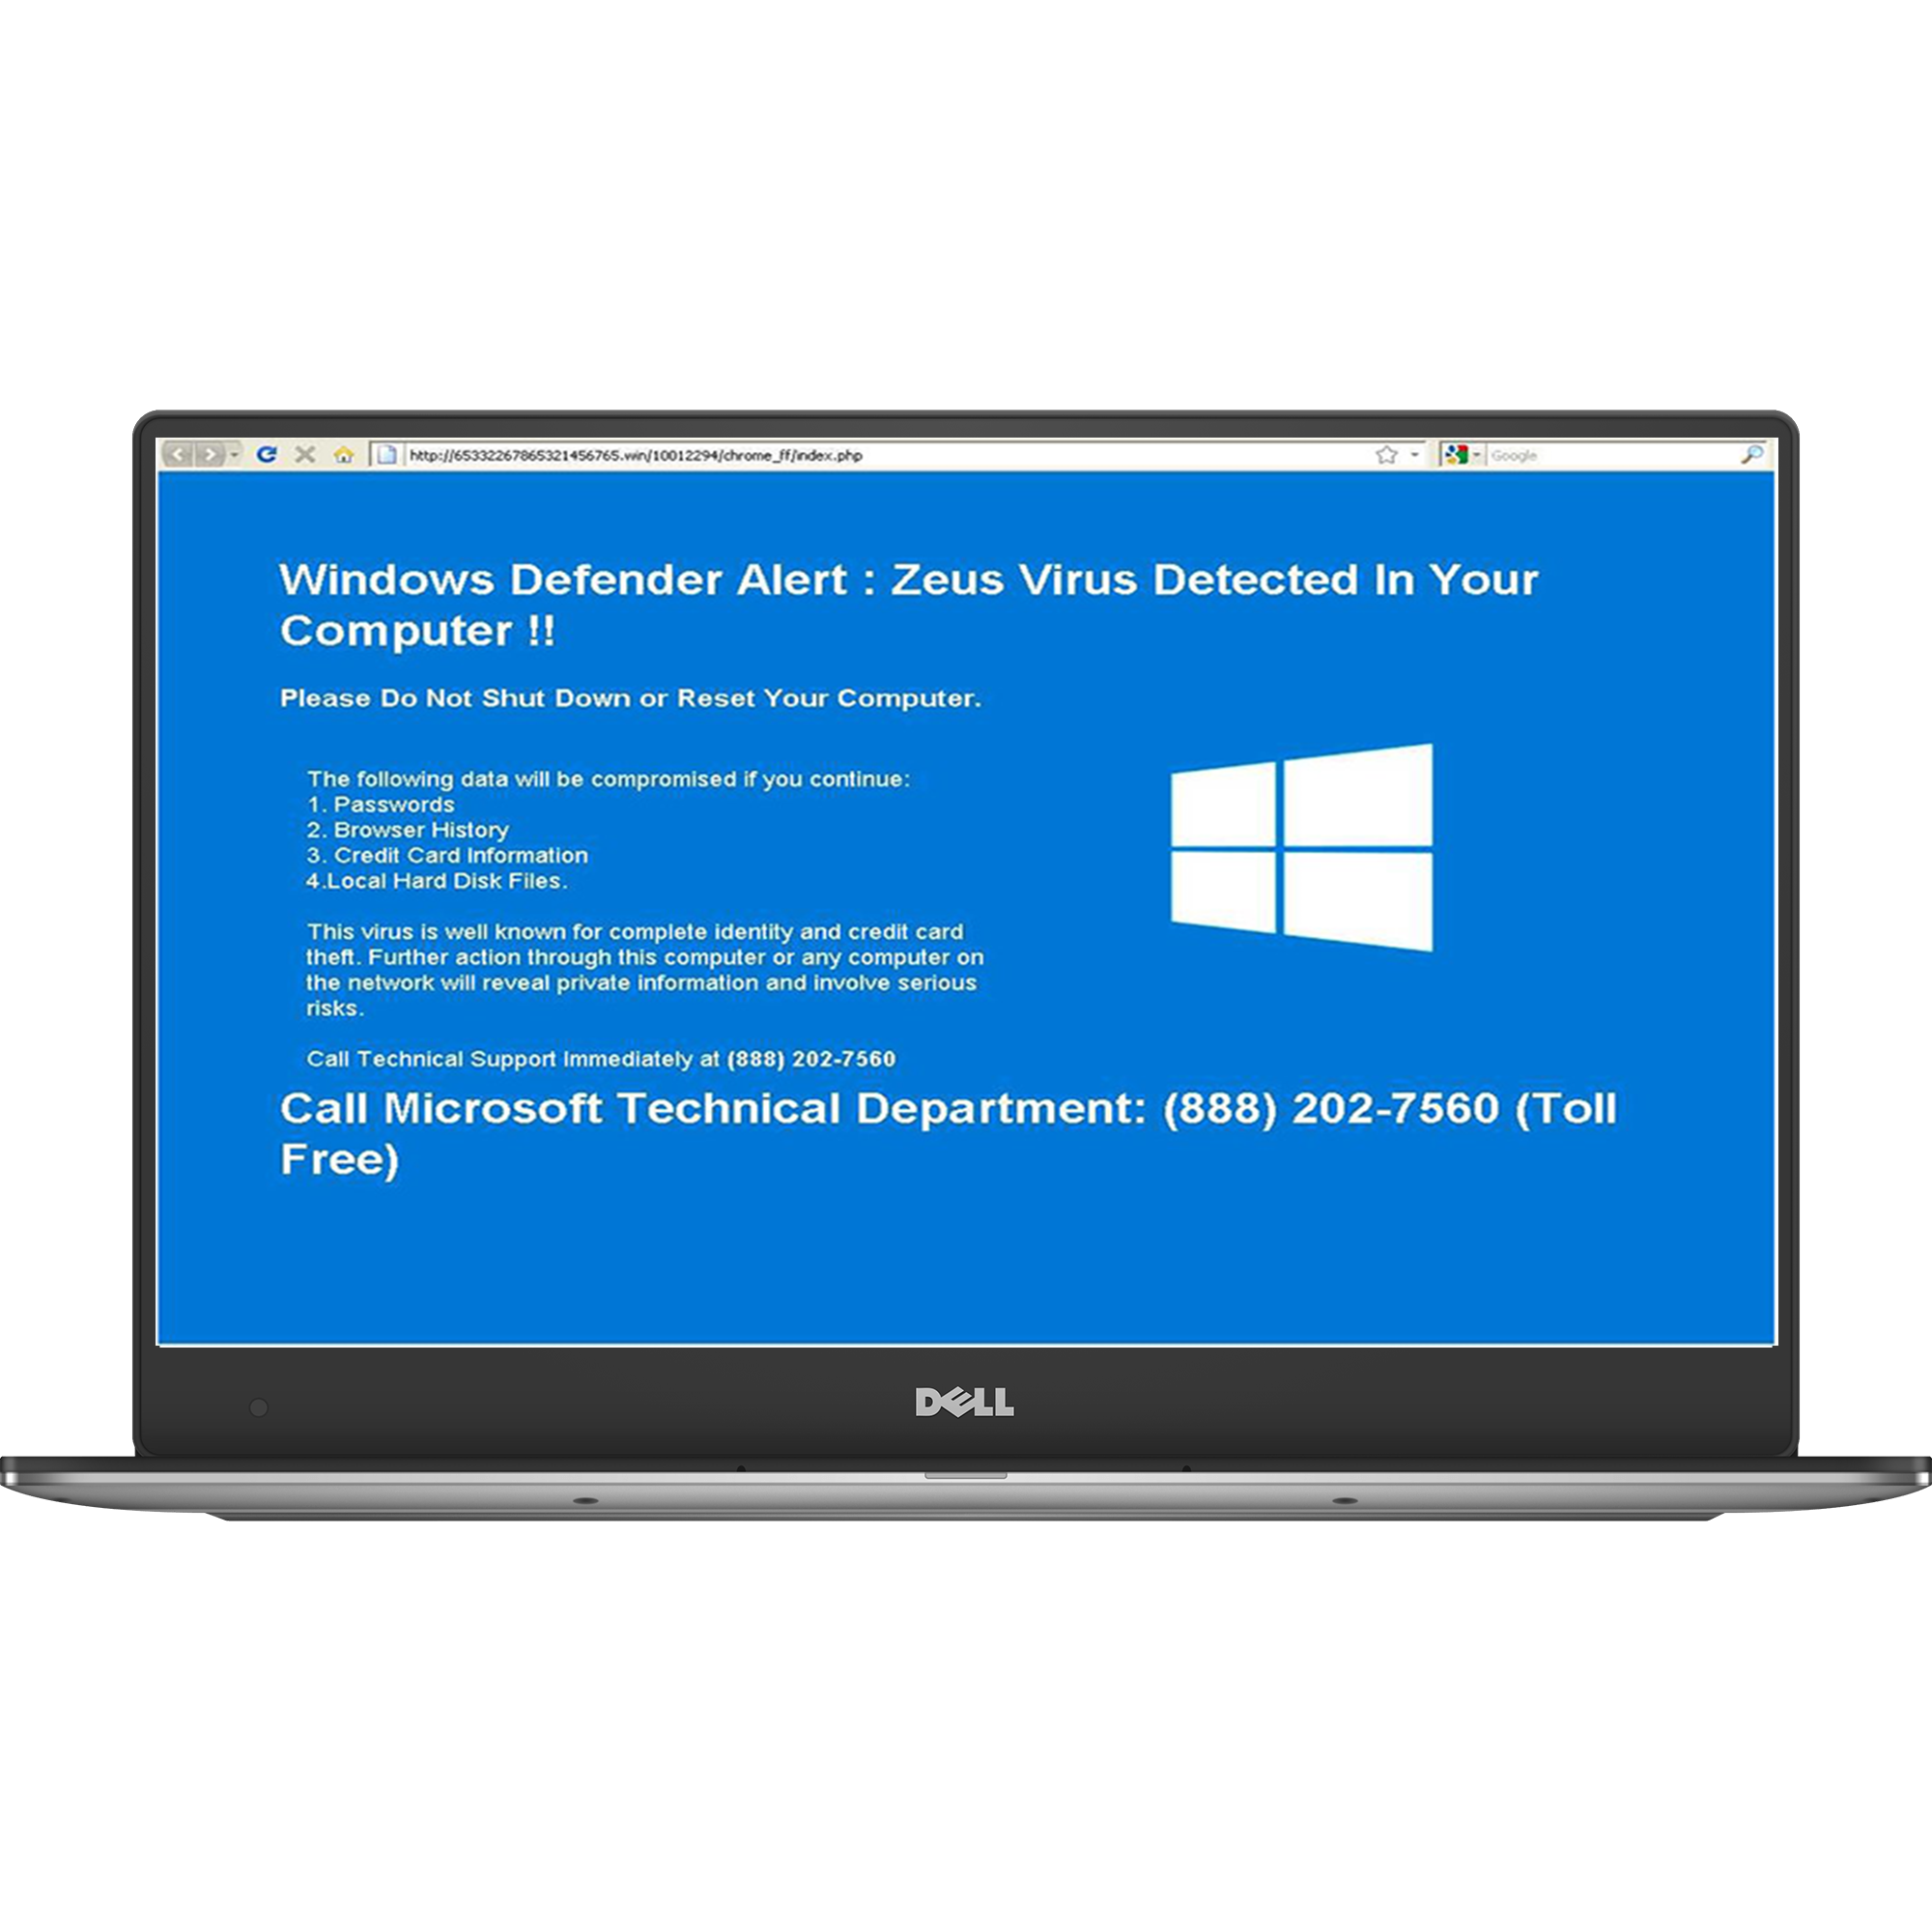 http://65332267865321456765.win/10012294/chrome_ff/index.php
Google
Windows Defender Alert : Zeus Virus Detected In Your
Computer !!
Please Do Not Shut Down or Reset Your Computer.
The following data will be compromised if you continue:
1. Passwords
2. Browser History
3. Credit Card Information
4.Local Hard Disk Files.
This virus is well known for complete identity and credit card
theft. Further action through this computer or any computer on
the network will reveal private information and involve serious
risks.
Call Technical Support Immediately at (888) 202-7560
Call Microsoft Technical Department: (888) 202-7560 (Toll
Free)
DELL